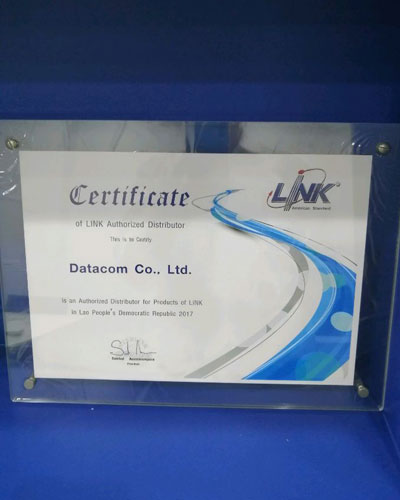 Certificate
LINK
American Standard
of LINK Authorized Distributor
This is to Certify
Datacom Co., Ltd.
is an Authorized Distributor for Products of LINK
in Lao People's Democratic Republic 2017